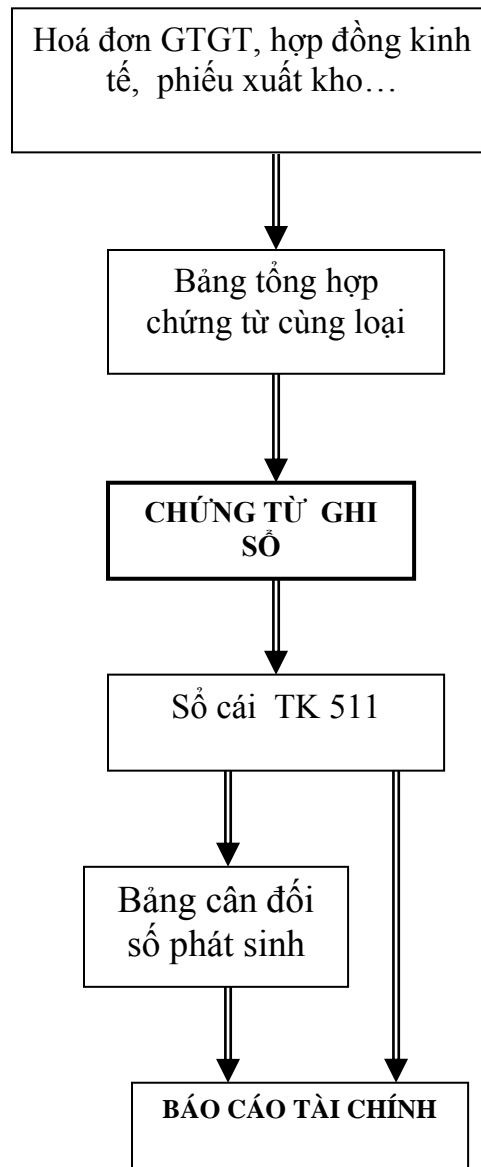 Hoá đơn GTGT, hợp đồng kinh
tế, phiếu xuất kho…
Bảng tổng hợp
chứng từ cùng loại
CHỨNG TỪ GHI
SỔ
Sổ cái TK 511
Bảng cân đối
số phát sinh
BÁO CÁO TÀI CHÍNH